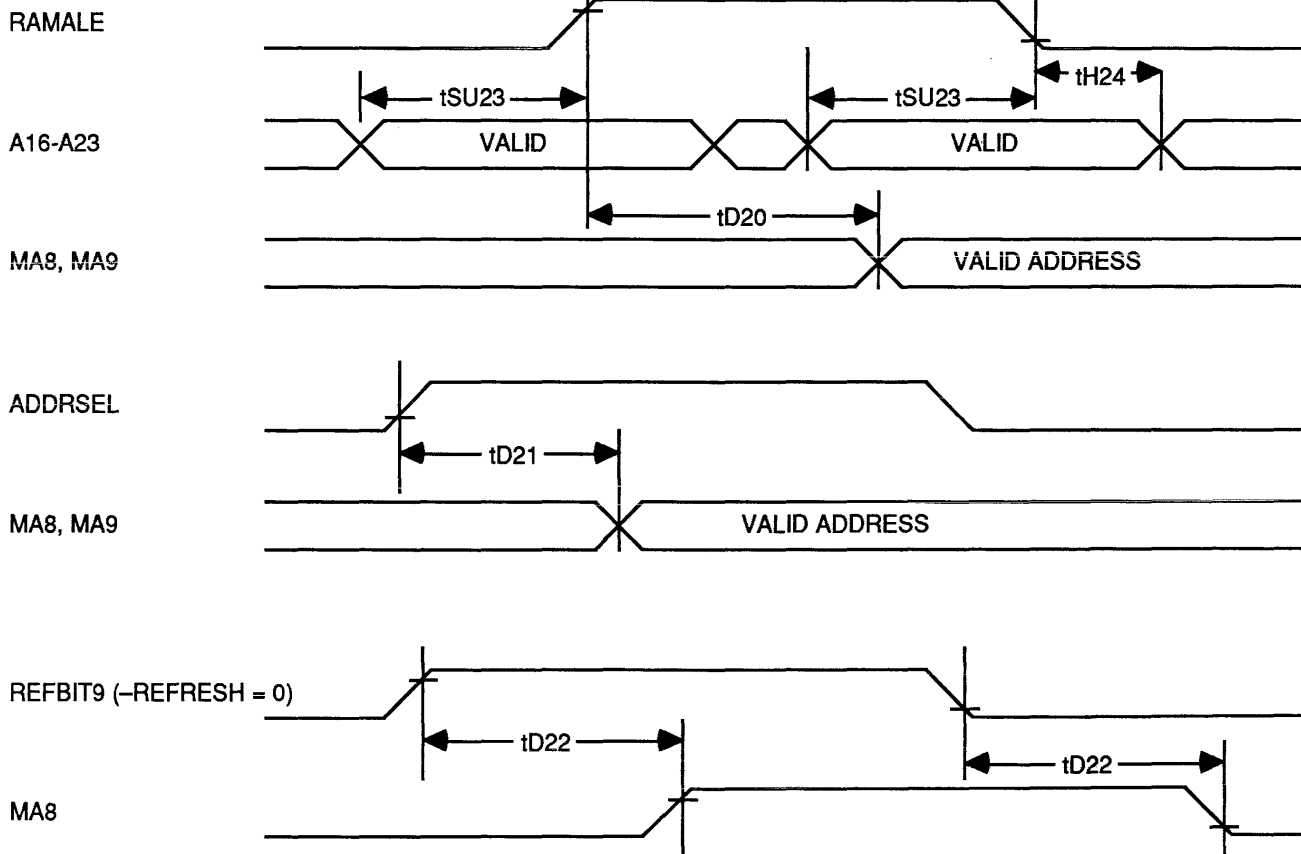 RAMALE
tH24
tSU23 tSU23
A16-A23 VALID VALID
tD20
MA8, MA9 VALID ADDRESS
ADDRSEL
tD21
MA8, MA9 VALID ADDRESS
REFBIT9 (–REFRESH = 0)
tD22
tD22
MA8